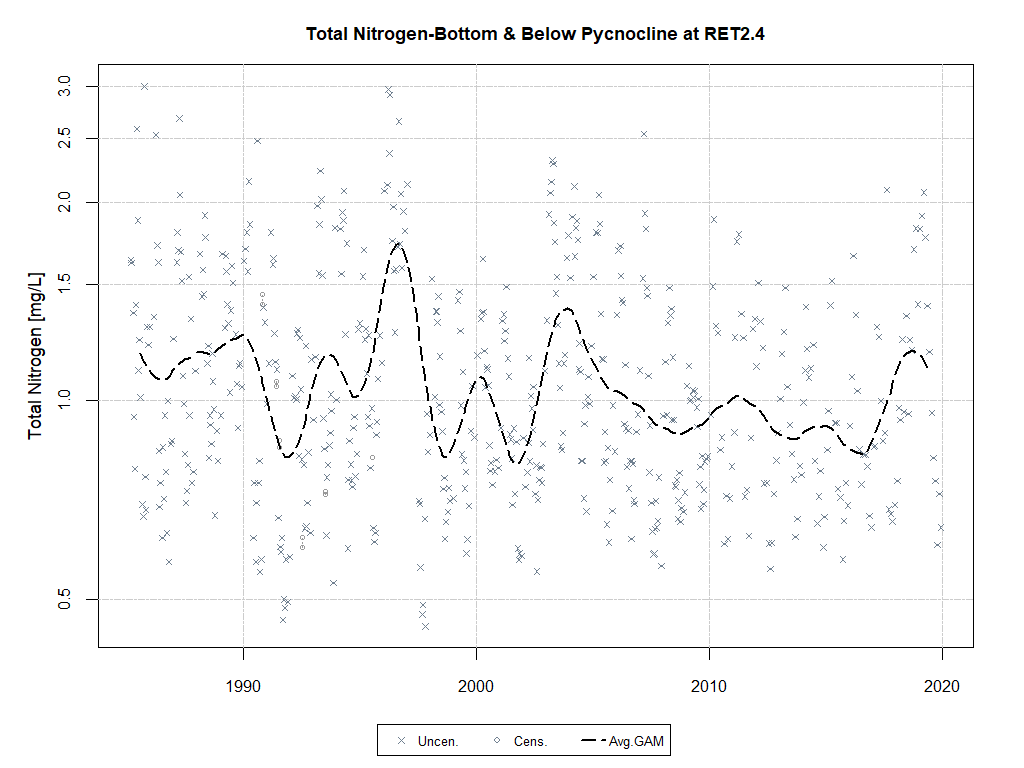 Total Nitrogen-Bottom & Below Pycnocline at RET2.4
Total Nitrogen [mg/L]
3.0
2.5
2.0
1.5
1.0
0.5
1990 2000 2010 2020
Uncen. Cens. Avg.GAM